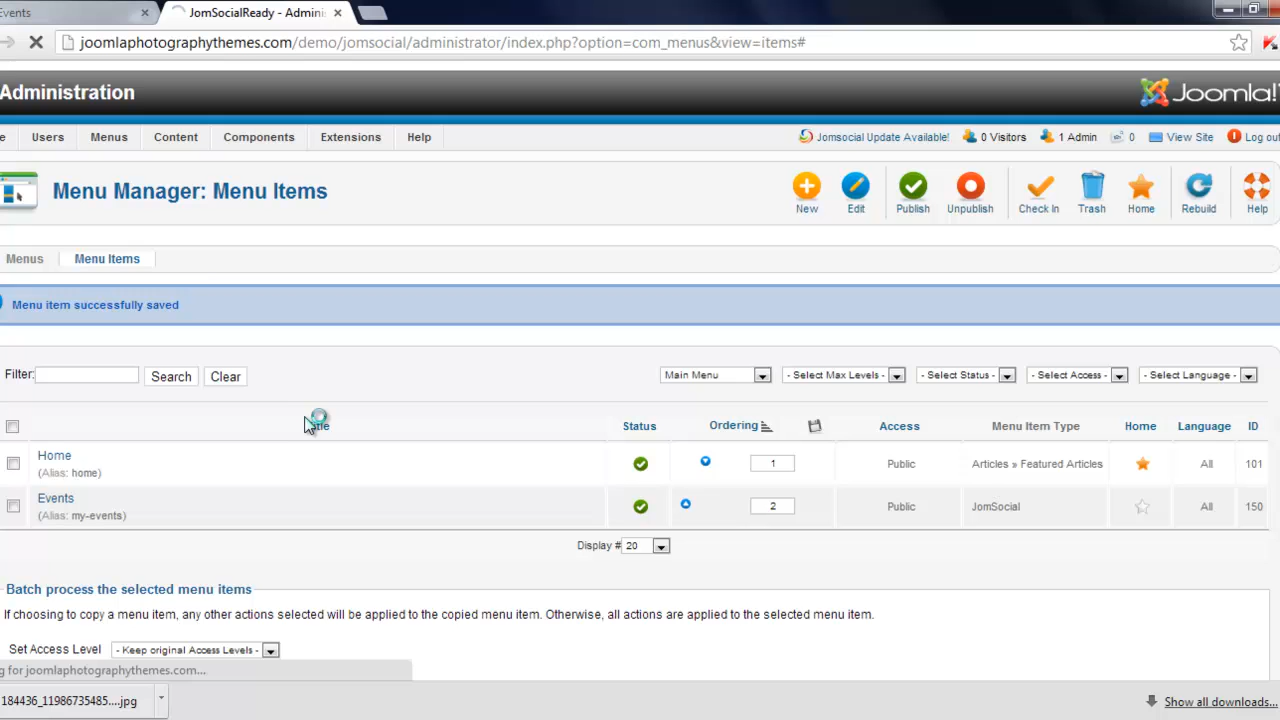 Events
JomSocialReady - Adminis
joomlaphotographythemes.com/demo/jomsocial/administrator/index.php?option=com_menus&view=items#
Administration
Joomla!
Users Menus Content Components Extensions Help
Jomsocial Update Available! 0 Visitors 1 Admin 0 View Site Log out
Menu Manager: Menu Items
New Edit Publish Unpublish Check In Trash Home Rebuild Help
Menus Menu Items
Menu item successfully saved
Filter: Search Clear Main Menu - Select Max Levels - - Select Status - - Select Access - - Select Language -
Status Ordering Access Menu Item Type Home Language ID
Home 1 Public Articles » Featured Articles All 101
(Alias: home)
Events 2 Public JomSocial All 150
(Alias: my-events)
Display # 20
Batch process the selected menu items
If choosing to copy a menu item, any other actions selected will be applied to the copied menu item. Otherwise, all actions are applied to the selected menu item.
Set Access Level - Keep original Access Levels -
g for joomlaphotographythemes.com...
184436_11986735485....jpg
Show all downloads...